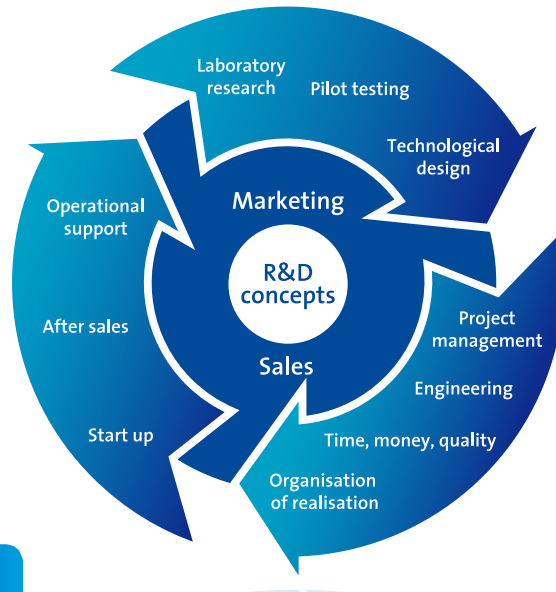 Laboratory
research
Pilot testing
Technological
design
Marketing
R&D
concepts
Sales
Project
management
Engineering
Time, money, quality
Organisation
of realisation
Start up
After sales
Operational
support